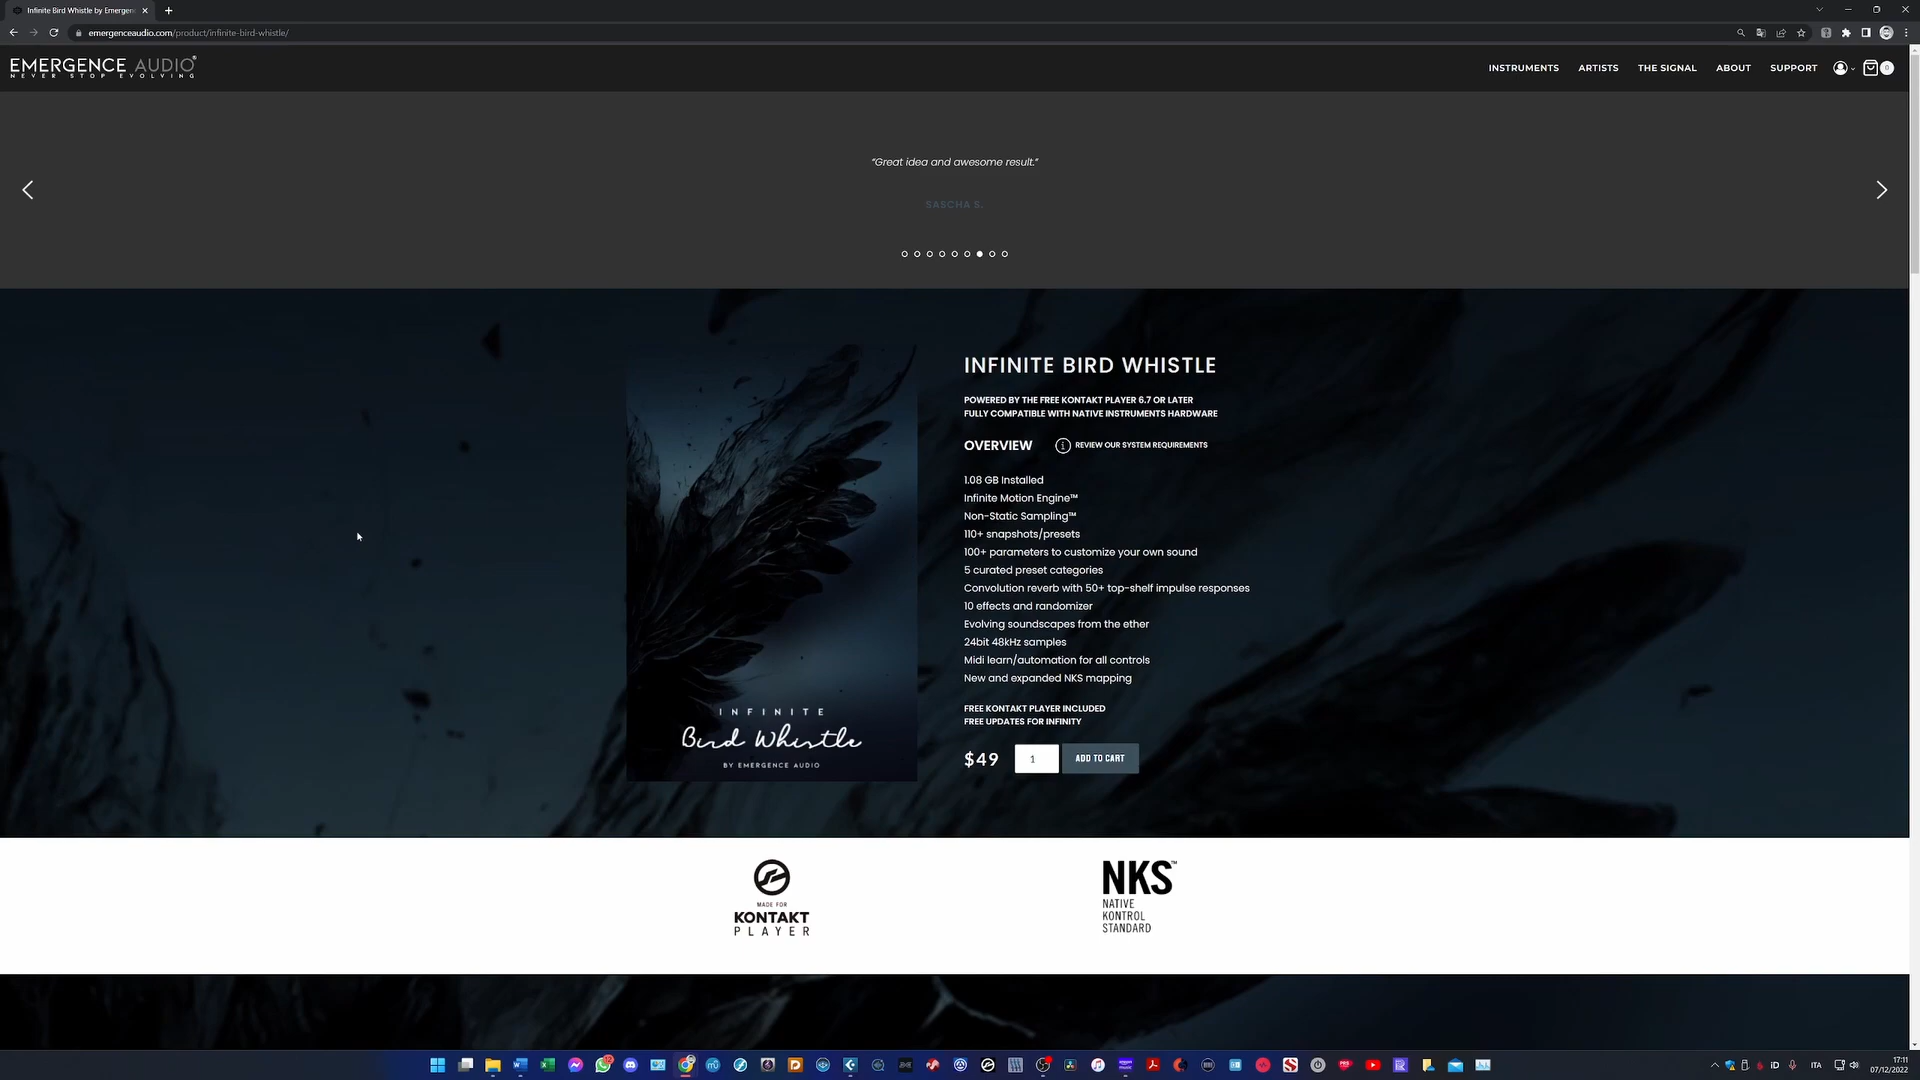 Infinite Bird Whistle by Emergen
emergenceaudio.com/product/infinite-bird-whistle/
EMERGENCE AUDIO
NEVER STOP EVOLVING
INSTRUMENTS
ARTISTS
THE SIGNAL
ABOUT
SUPPORT
0
“Great idea and awesome result.”
SASCHA S.
INFINITE BIRD WHISTLE
POWERED BY THE FREE KONTAKT PLAYER 6.7 OR LATER
FULLY COMPATIBLE WITH NATIVE INSTRUMENTS HARDWARE
OVERVIEW
REVIEW OUR SYSTEM REQUIREMENTS
1.08 GB Installed
Infinite Motion Engine™
Non-Static Sampling™
110+ snapshots/presets
100+ parameters to customize your own sound
5 curated preset categories
Convolution reverb with 50+ top-shelf impulse responses
10 effects and randomizer
Evolving soundscapes from the ether
24bit 48kHz samples
Midi learn/automation for all controls
New and expanded NKS mapping
FREE KONTAKT PLAYER INCLUDED
FREE UPDATES FOR INFINITY
$49
1
ADD TO CART
INFINITE
Bird Whistle
BY EMERGENCE AUDIO
MADE FOR
KONTAKT
PLAYER
NKS™
NATIVE
KONTROL
STANDARD
ITA
17:11
07/12/2022